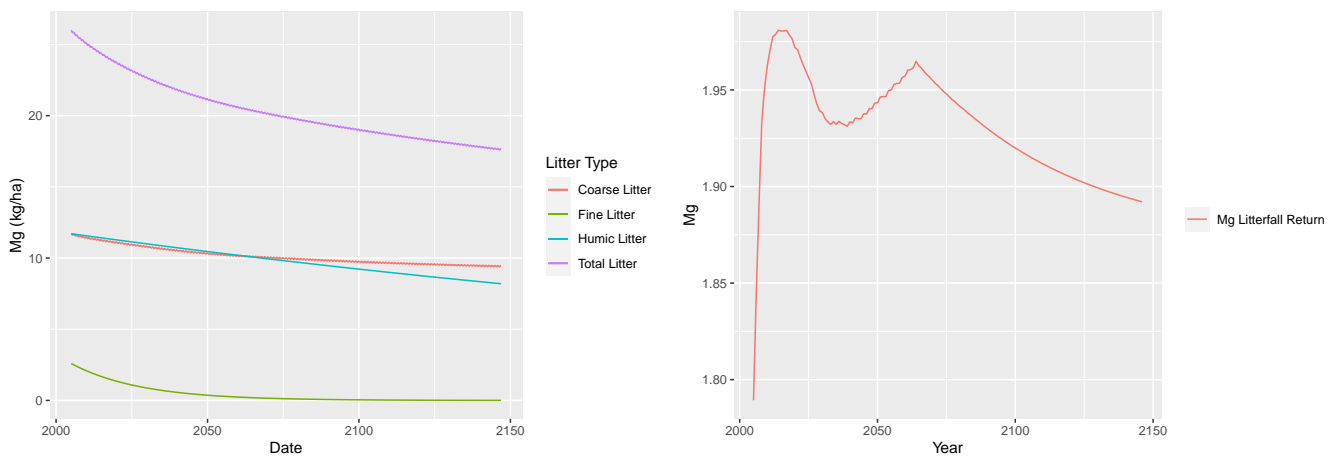 Mg (kg/ha)
20
10
0
2000
2050
2100
2150
Date
Litter Type
Coarse Litter
Fine Litter
Humic Litter
Total Litter
Mg
1.95
1.90
1.85
1.80
2000
2050
2100
2150
Year
Mg Litterfall Return